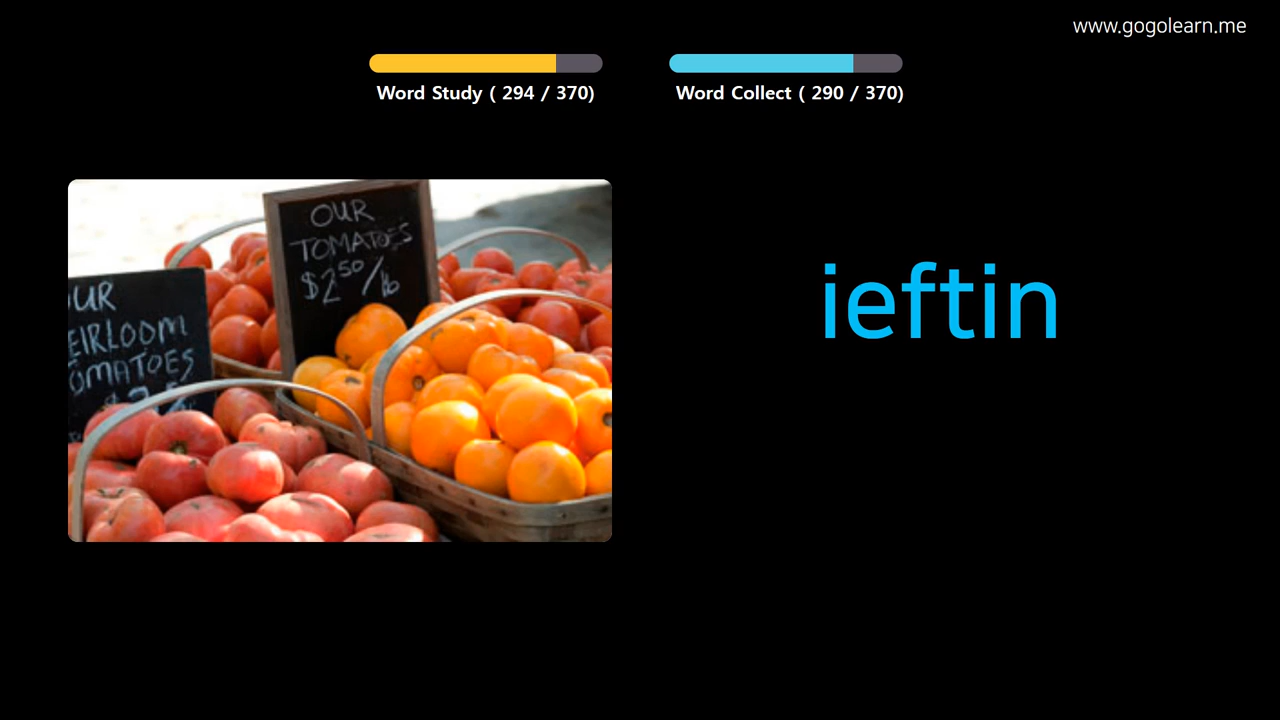 www.gogolearn.me
Word Study ( 294 / 370)
Word Collect ( 290 / 370)
OUR
TOMATOES
$2.50/lb
UR
EIRLOOM
OMATOES
ieftin